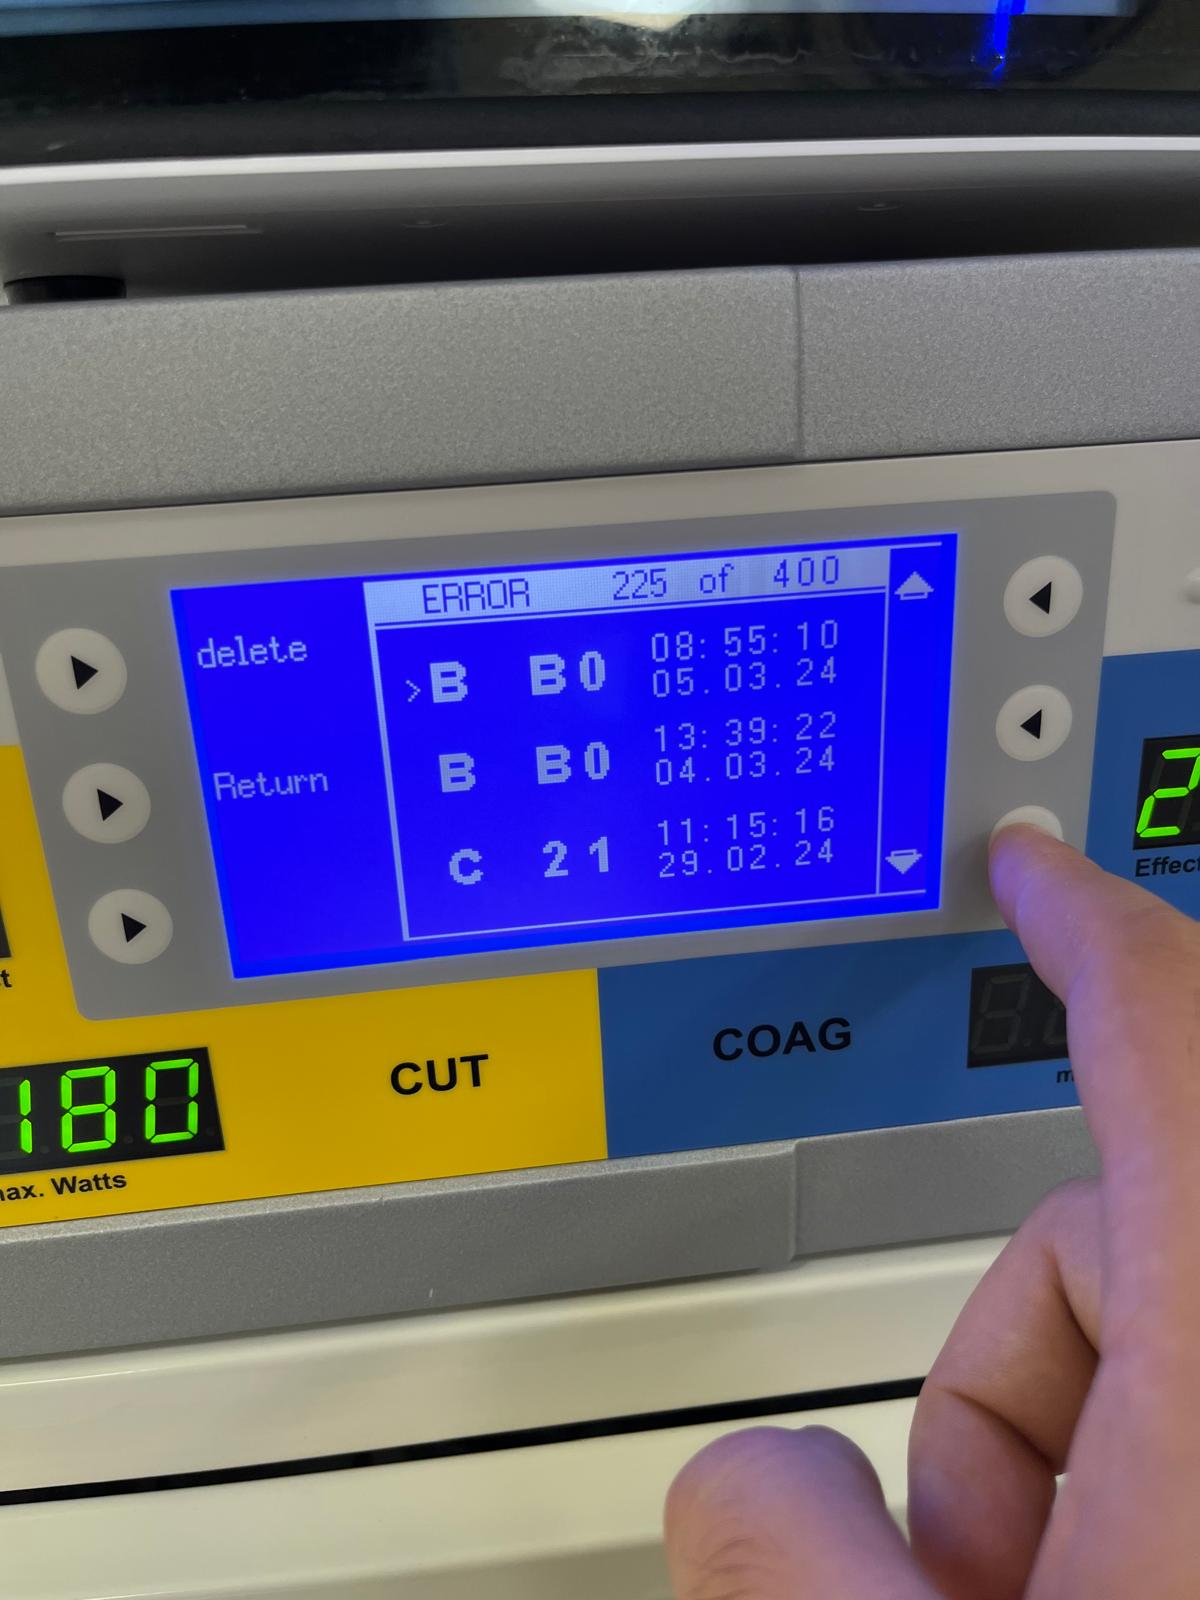 ERROR 225 of 400
delete
>B B0 08:55:10
05.03.24
Return
B B0 13:39:22
04.03.24
C 21 11:15:16
29.02.24
2
Effect
CUT
COAG
180
max. Watts